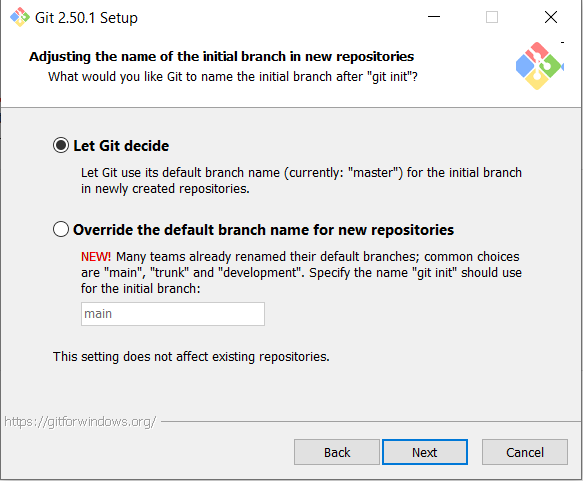 Git 2.50.1 Setup
Adjusting the name of the initial branch in new repositories
What would you like Git to name the initial branch after "git init"?
Let Git decide
Let Git use its default branch name (currently: "master") for the initial branch
in newly created repositories.
Override the default branch name for new repositories
NEW! Many teams already renamed their default branches; common choices
are "main", "trunk" and "development". Specify the name "git init" should use
for the initial branch:
main
This setting does not affect existing repositories.
https://gitforwindows.org/
Back Next Cancel